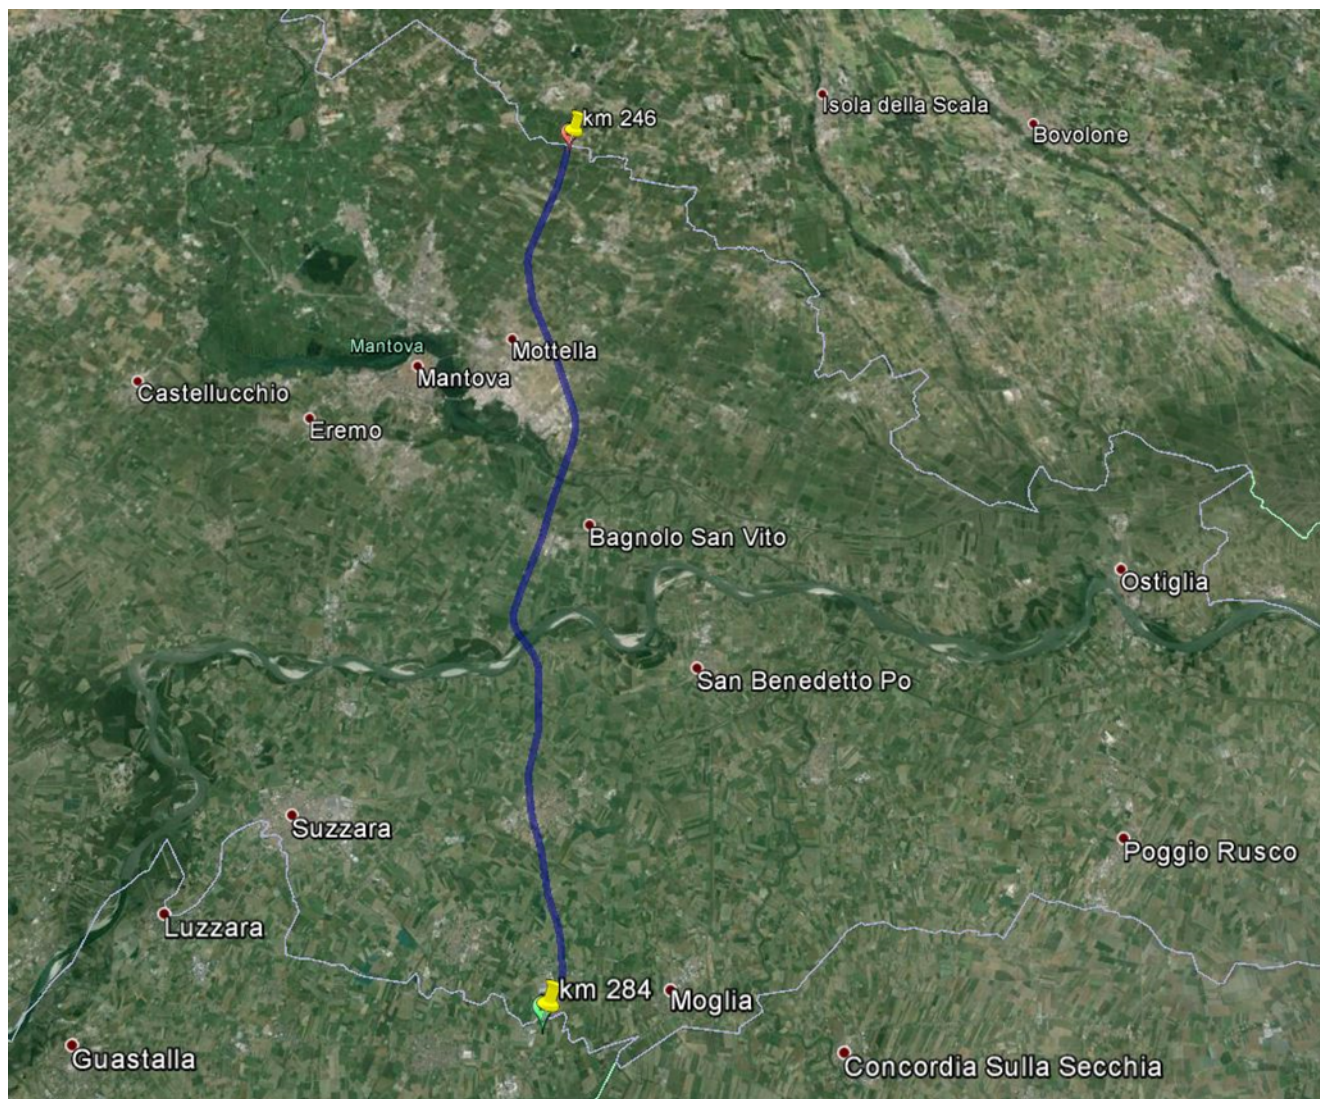 Isola della Scala
km 246
Bovolone
Mantova
Mottella
Mantova
Castellucchio
Eremo
Bagnolo San Vito
Ostiglia
San Benedetto Po
Suzzara
Poggio Rusco
Luzzara
km 284
Moglia
Guastalla
Concordia Sulla Secchia